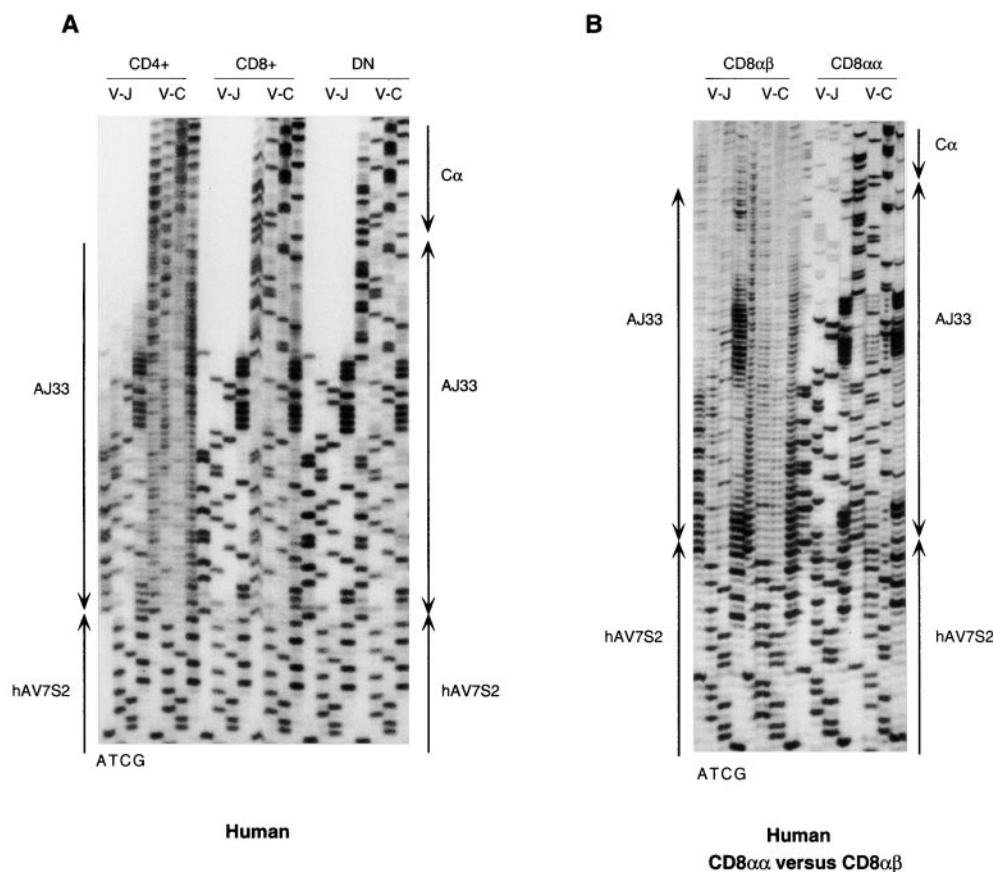 A
CD4+ CD8+ DN
V-J V-C V-J V-C V-J V-C
Cα
AJ33
AJ33
hAV7S2
hAV7S2
ATCG
Human
B
CD8αβ CD8αα
V-J V-C V-J V-C
Cα
AJ33
AJ33
hAV7S2
hAV7S2
ATCG
Human
CD8αα versus CD8αβ